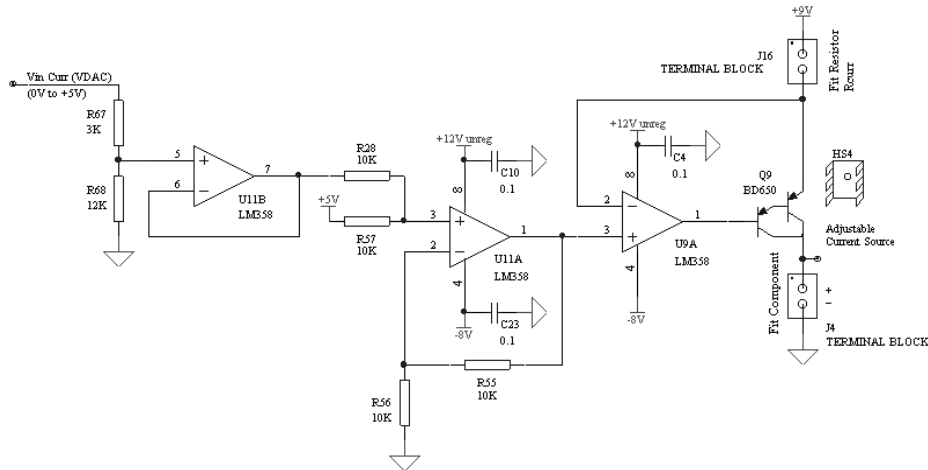 +9V
J16
TERMINAL BLOCK
Fit Resistor
Rcurr
Vin Curr (VDAC)
(0V to +5V)
R67
3K
R68
12K
5
6
7
U11B
LM358
R28
10K
+5V
R57
10K
+12V unreg
C10
0.1
8
3
2
1
4
U11A
LM358
C23
0.1
-8V
R55
10K
R56
10K
+12V unreg
C4
0.1
8
2
3
1
4
U9A
LM358
-8V
Q9
BD650
HS4
Adjustable
Current Source
Fit Component
+
-
J4
TERMINAL BLOCK